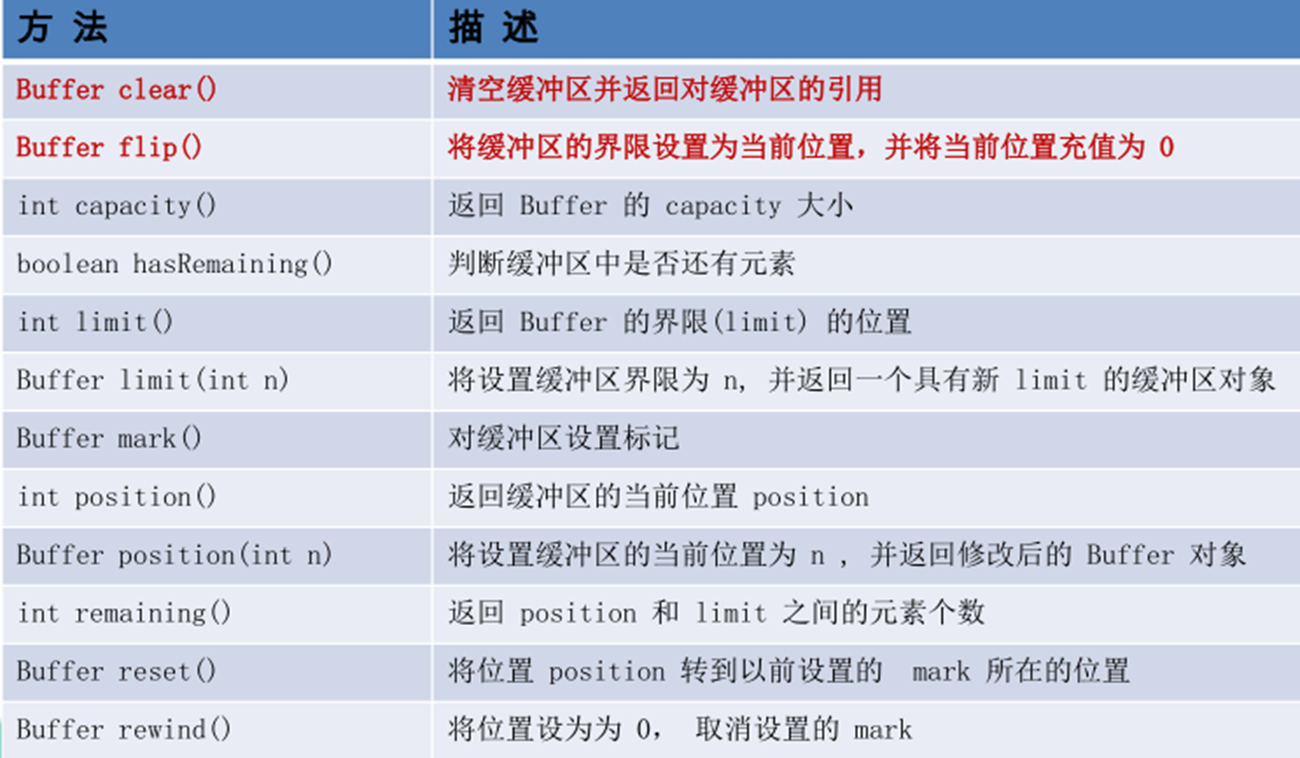 方 法 描 述
Buffer clear() 清空缓冲区并返回对缓冲区的引用
Buffer flip() 将缓冲区的界限设置为当前位置，并将当前位置充值为 0
int capacity() 返回 Buffer 的 capacity 大小
boolean hasRemaining() 判断缓冲区中是否还有元素
int limit() 返回 Buffer 的界限(limit) 的位置
Buffer limit(int n) 将设置缓冲区界限为 n, 并返回一个具有新 limit 的缓冲区对象
Buffer mark() 对缓冲区设置标记
int position() 返回缓冲区的当前位置 position
Buffer position(int n) 将设置缓冲区的当前位置为 n , 并返回修改后的 Buffer 对象
int remaining() 返回 position 和 limit 之间的元素个数
Buffer reset() 将位置 position 转到以前设置的 mark 所在的位置
Buffer rewind() 将位置设为为 0， 取消设置的 mark